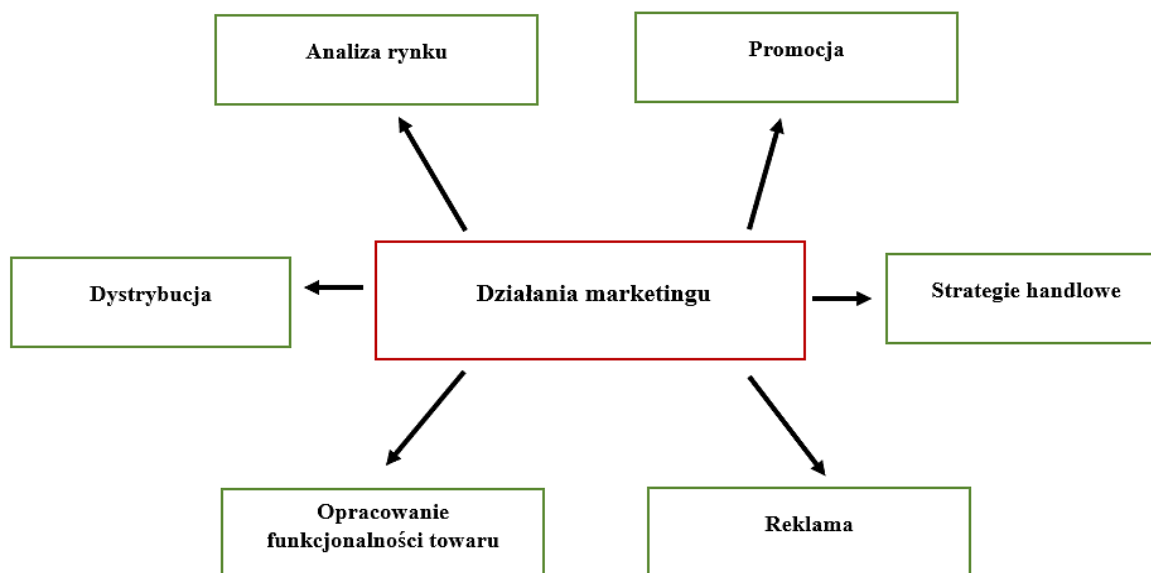 Analiza rynku
Promocja
Dystrybucja
Działania marketingu
Strategie handlowe
Opracowanie
funkcjonalności towaru
Reklama